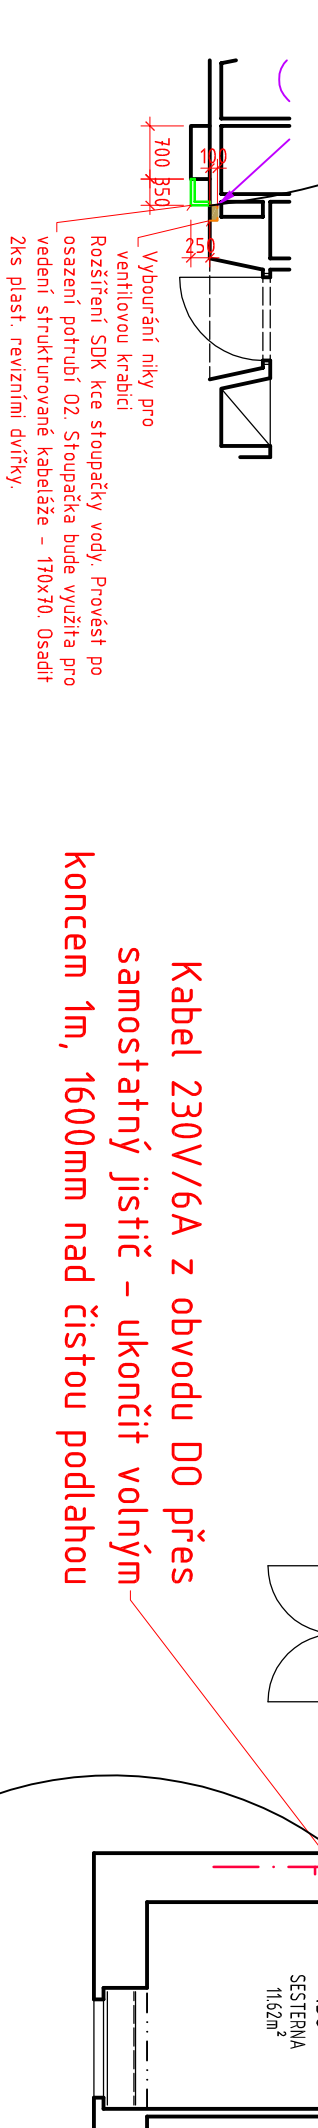 700
350
100
250
Vybourání niky pro
ventilovou krabici
Rozšíření SDK kce stoupačky vody. Provést po
osazení potrubí O2. Stoupačka bude využita pro
vedení strukturované kabeláže - 170x70. Osadit
2ks plast. revizními dvířky.
Kabel 230V/6A z obvodu DO přes
samostatný jistič - ukončit volným
koncem 1m, 1600mm nad čistou podlahou
SESTERNA
11.62m²